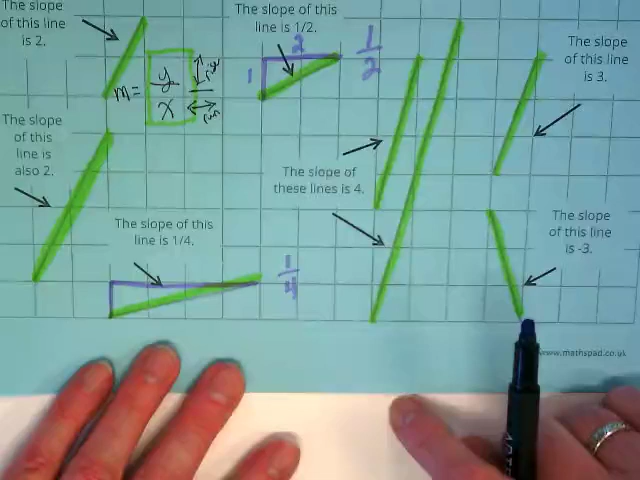 The slope
of this line
is 2.
m = y/x rise/run
The slope of this
line is 1/2.
2
1
1/2
The slope
of this line
is 3.
The slope
of this
line is
also 2.
The slope of
these lines is 4.
The slope of this
line is 1/4.
1/4
The slope
of this line
is -3.
www.mathspad.co.uk